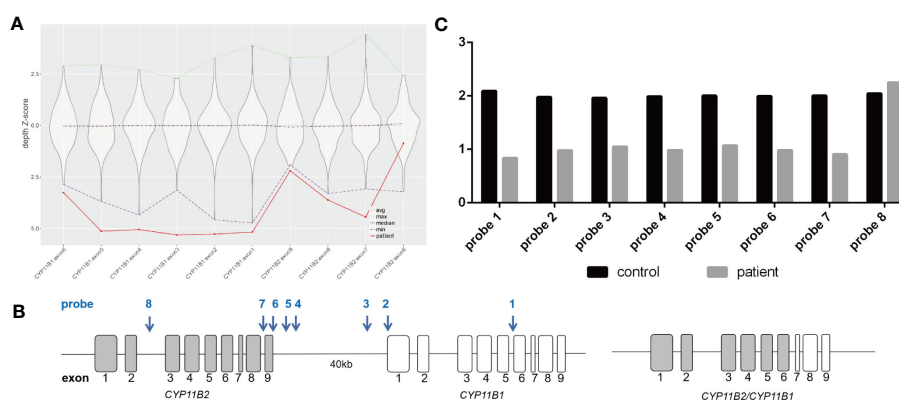 A
depth Z-score
2.5
0.0
2.5
5.0
avg
max
median
min
patient
CYP11B1 exon6
CYP11B1 exon5
CYP11B1 exon4
CYP11B1 exon3
CYP11B1 exon2
CYP11B1 exon1
CYP11B2 exon9
CYP11B2 exon8
CYP11B2 exon7
CYP11B2 exon6
C
3
2
1
0
probe 1
probe 2
probe 3
probe 4
probe 5
probe 6
probe 7
probe 8
control
patient
B
probe
8 7 6 5 4 3 2 1
40kb
exon 1 2 3 4 5 6 7 8 9 1 2 3 4 5 6 7 8 9 1 2 3 4 5 6 7 8 9
CYP11B2 CYP11B1 CYP11B2/CYP11B1